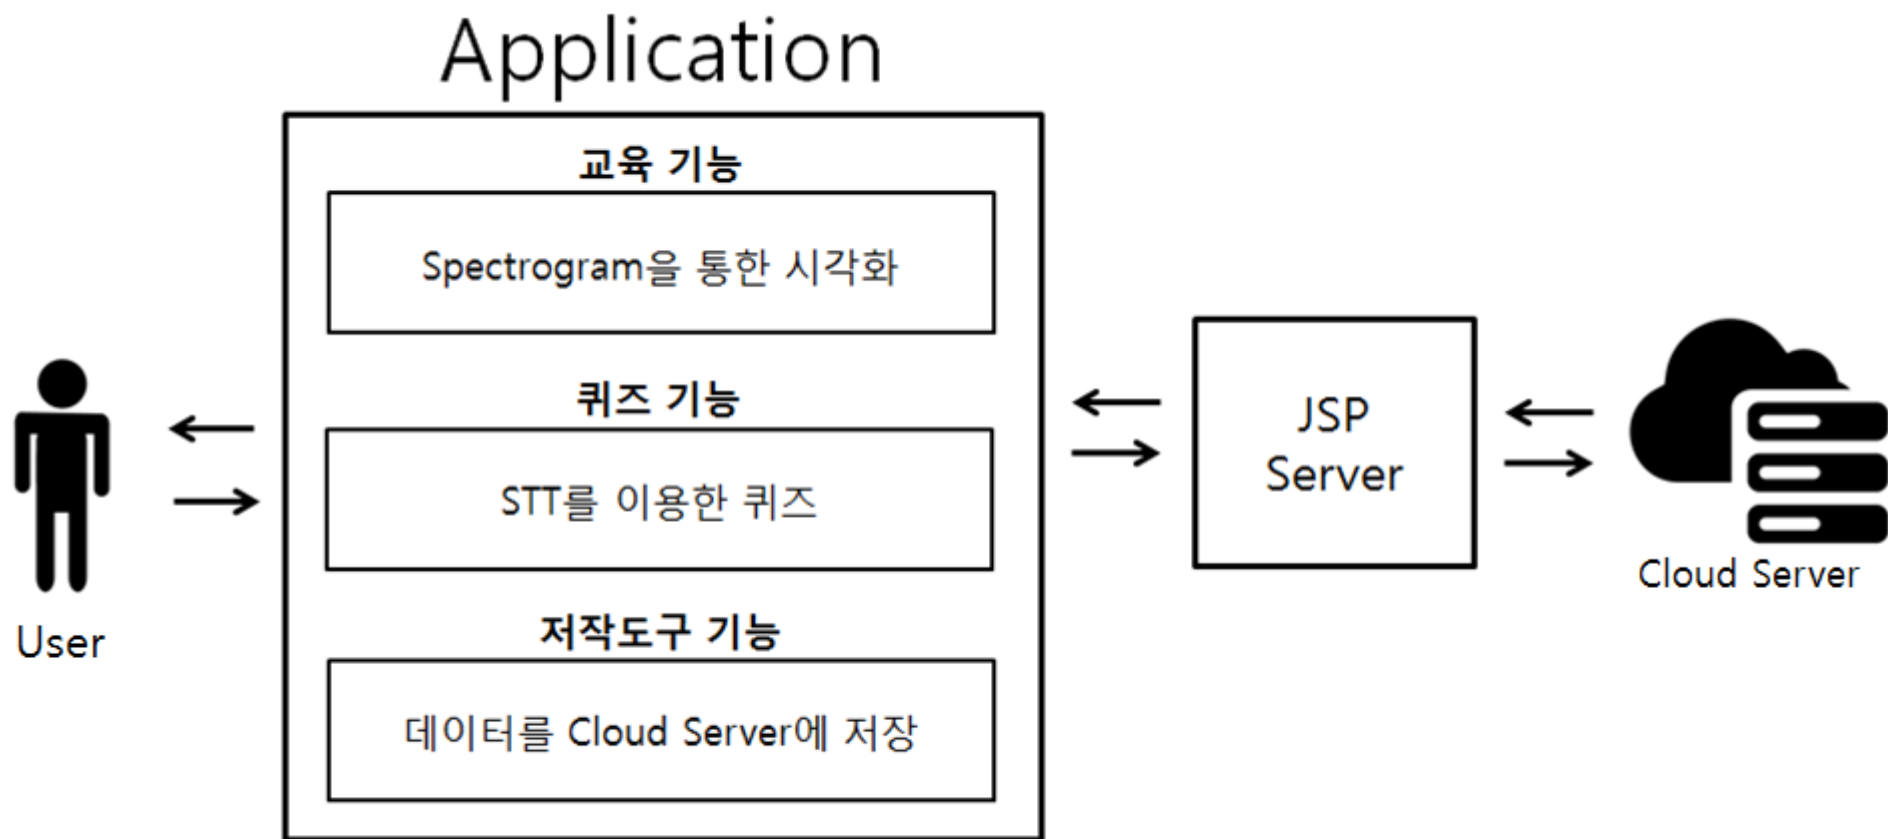 Application
교육 기능
Spectrogram을 통한 시각화
퀴즈 기능
STT를 이용한 퀴즈
저작도구 기능
데이터를 Cloud Server에 저장
User
JSP
Server
Cloud Server